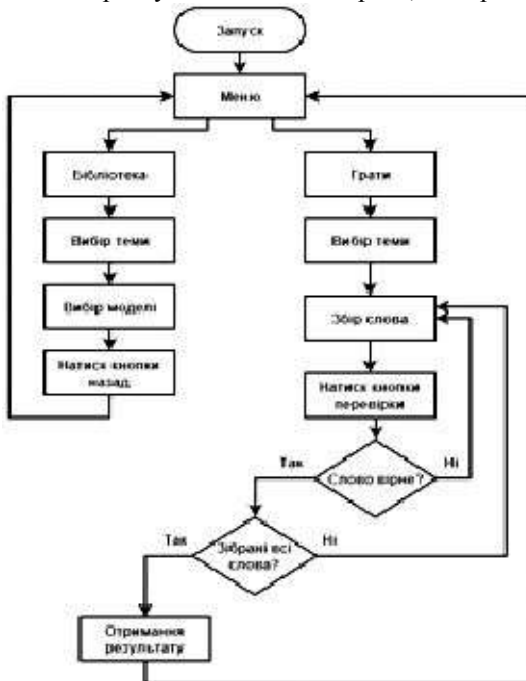 Запуск
Меню
Бібліотека
Грати
Вибір теми
Вибір теми
Вибір моделі
Збір слова
Натиск кнопки
назад
Натиск кнопки
перевірки
Так
Слово вірне?
Ні
Так
Зібрані всі
слова?
Ні
Отримання
результату